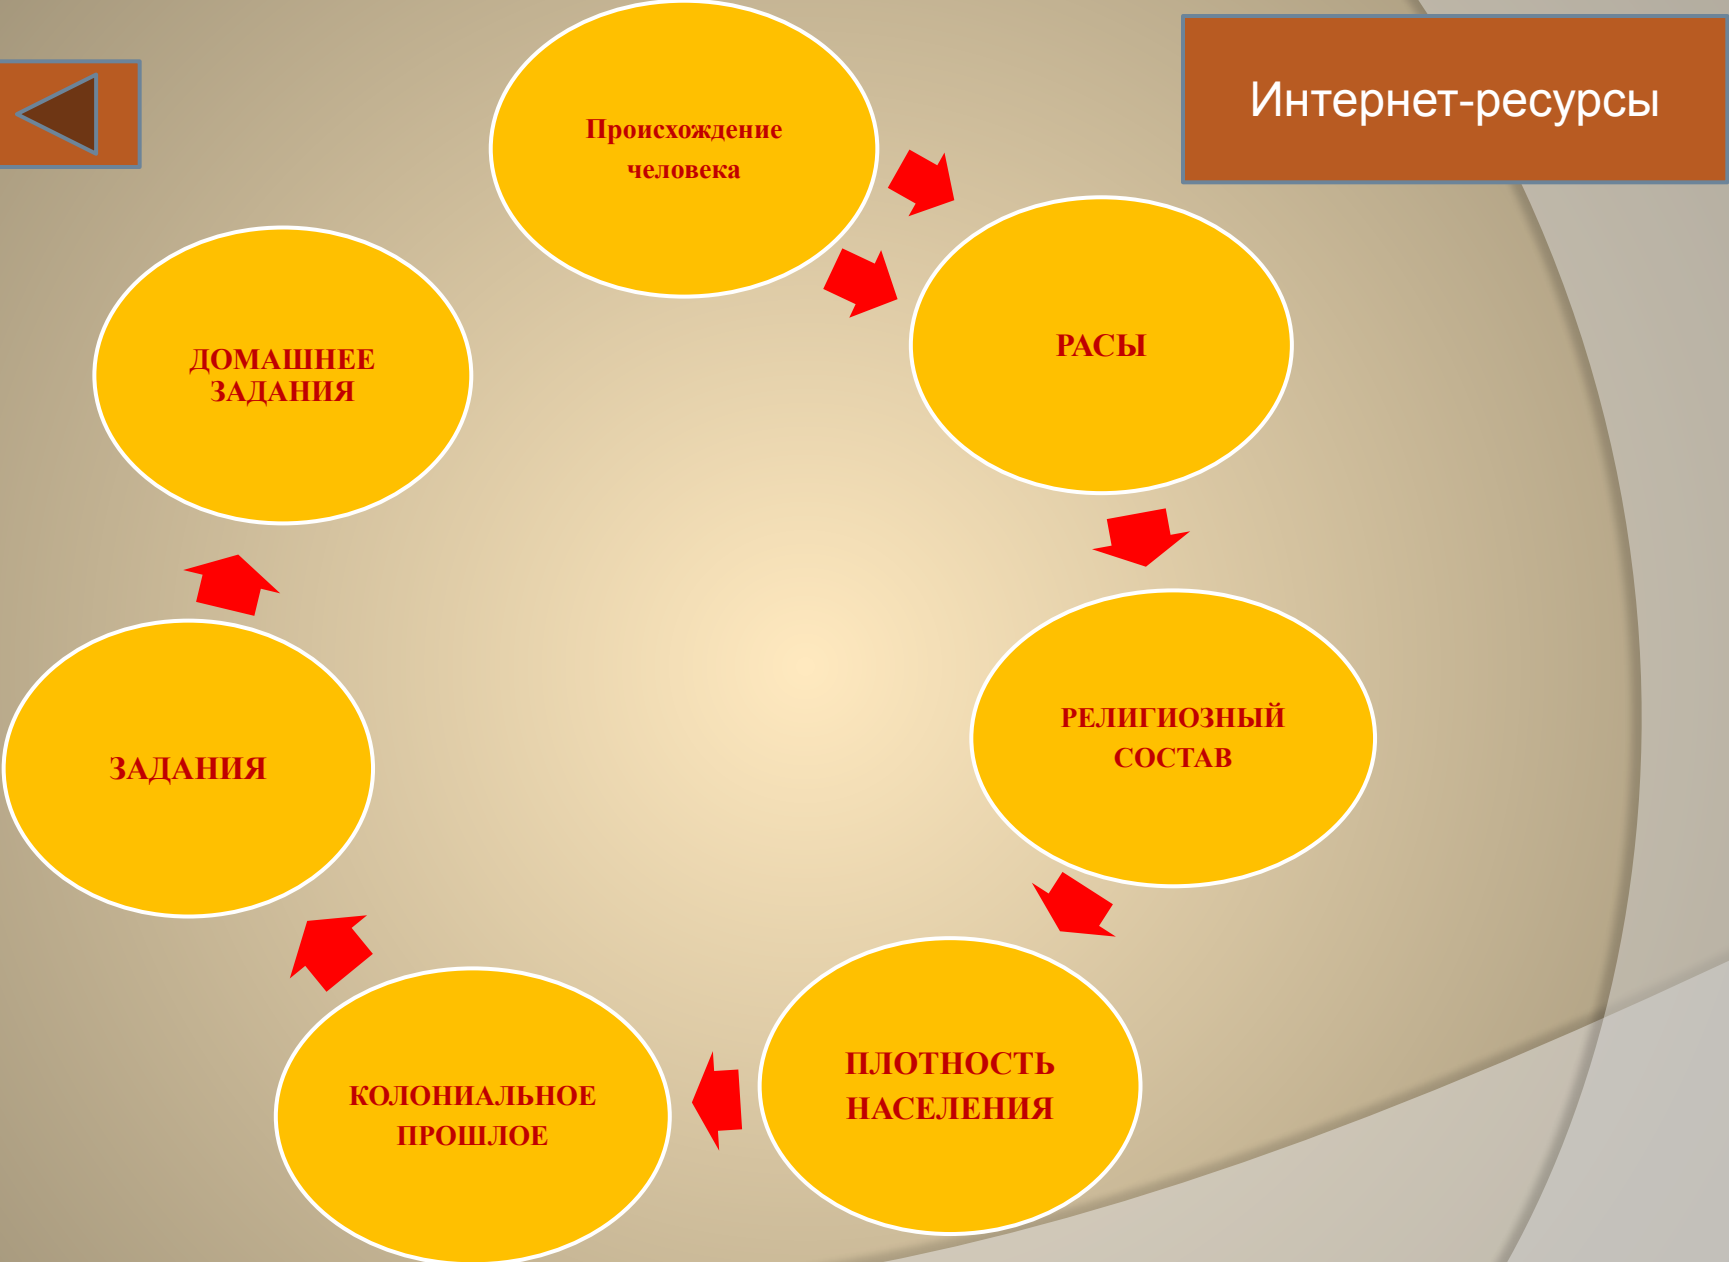 Интернет-ресурсы
Происхождение
человека
РАСЫ
РЕЛИГИОЗНЫЙ
СОСТАВ
ПЛОТНОСТЬ
НАСЕЛЕНИЯ
КОЛОНИАЛЬНОЕ
ПРОШЛОЕ
ЗАДАНИЯ
ДОМАШНЕЕ
ЗАДАНИЯ